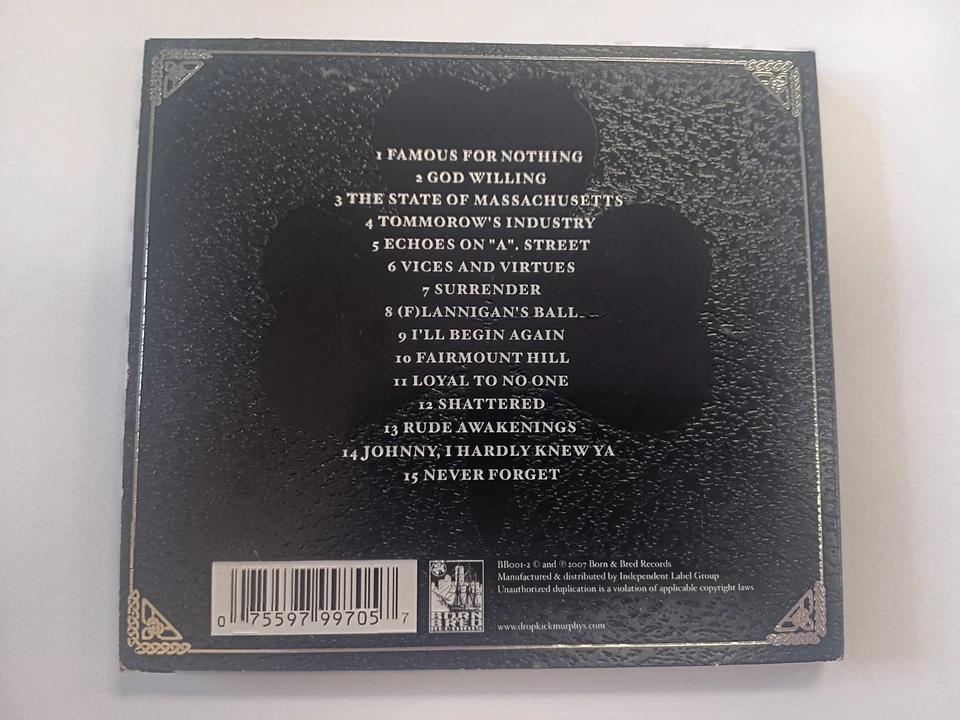 1 FAMOUS FOR NOTHING
2 GOD WILLING
3 THE STATE OF MASSACHUSETTS
4 TOMMOROW'S INDUSTRY
5 ECHOES ON "A". STREET
6 VICES AND VIRTUES
7 SURRENDER
8 (F)LANNIGAN'S BALL
9 I'LL BEGIN AGAIN
10 FAIRMOUNT HILL
11 LOYAL TO NO ONE
12 SHATTERED
13 RUDE AWAKENINGS
14 JOHNNY, I HARDLY KNEW YA
15 NEVER FORGET
0 75597 99705 7
BORN
BRED
BB001-2 © and ℗2007 Born & Bred Records
Manufactured & distributed by Independent Label Group
Unauthorized duplication is a violation of applicable copyright laws
www.dropkickmurphys.com